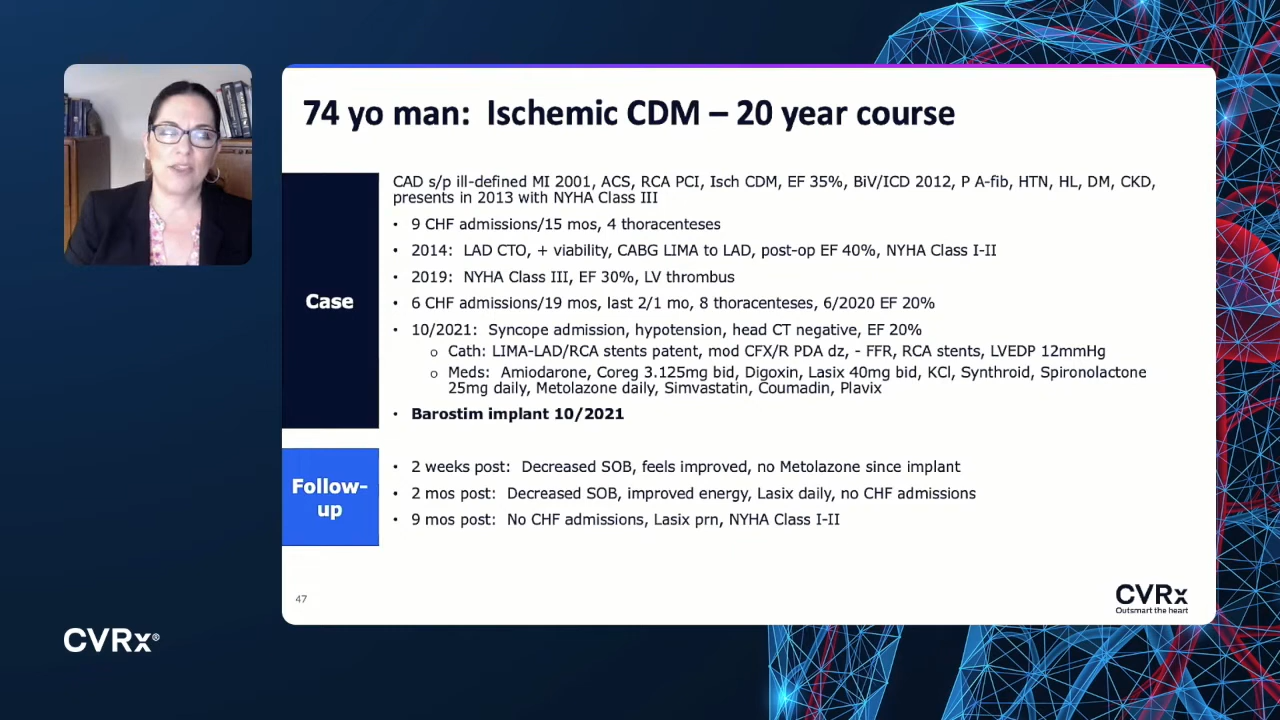 74 yo man: Ischemic CDM – 20 year course
Case
CAD s/p ill-defined MI 2001, ACS, RCA PCI, Isch CDM, EF 35%, BiV/ICD 2012, P A-fib, HTN, HL, DM, CKD,
presents in 2013 with NYHA Class III
• 9 CHF admissions/15 mos, 4 thoracenteses
• 2014: LAD CTO, + viability, CABG LIMA to LAD, post-op EF 40%, NYHA Class I-II
• 2019: NYHA Class III, EF 30%, LV thrombus
• 6 CHF admissions/19 mos, last 2/1 mo, 8 thoracenteses, 6/2020 EF 20%
• 10/2021: Syncope admission, hypotension, head CT negative, EF 20%
o Cath: LIMA-LAD/RCA stents patent, mod CFX/R PDA dz, - FFR, RCA stents, LVEDP 12mmHg
o Meds: Amiodarone, Coreg 3.125mg bid, Digoxin, Lasix 40mg bid, KCl, Synthroid, Spironolactone
25mg daily, Metolazone daily, Simvastatin, Coumadin, Plavix
• Barostim implant 10/2021
Follow-
up
• 2 weeks post: Decreased SOB, feels improved, no Metolazone since implant
• 2 mos post: Decreased SOB, improved energy, Lasix daily, no CHF admissions
• 9 mos post: No CHF admissions, Lasix prn, NYHA Class I-II
47
CVRx
Outsmart the heart
CVRx®